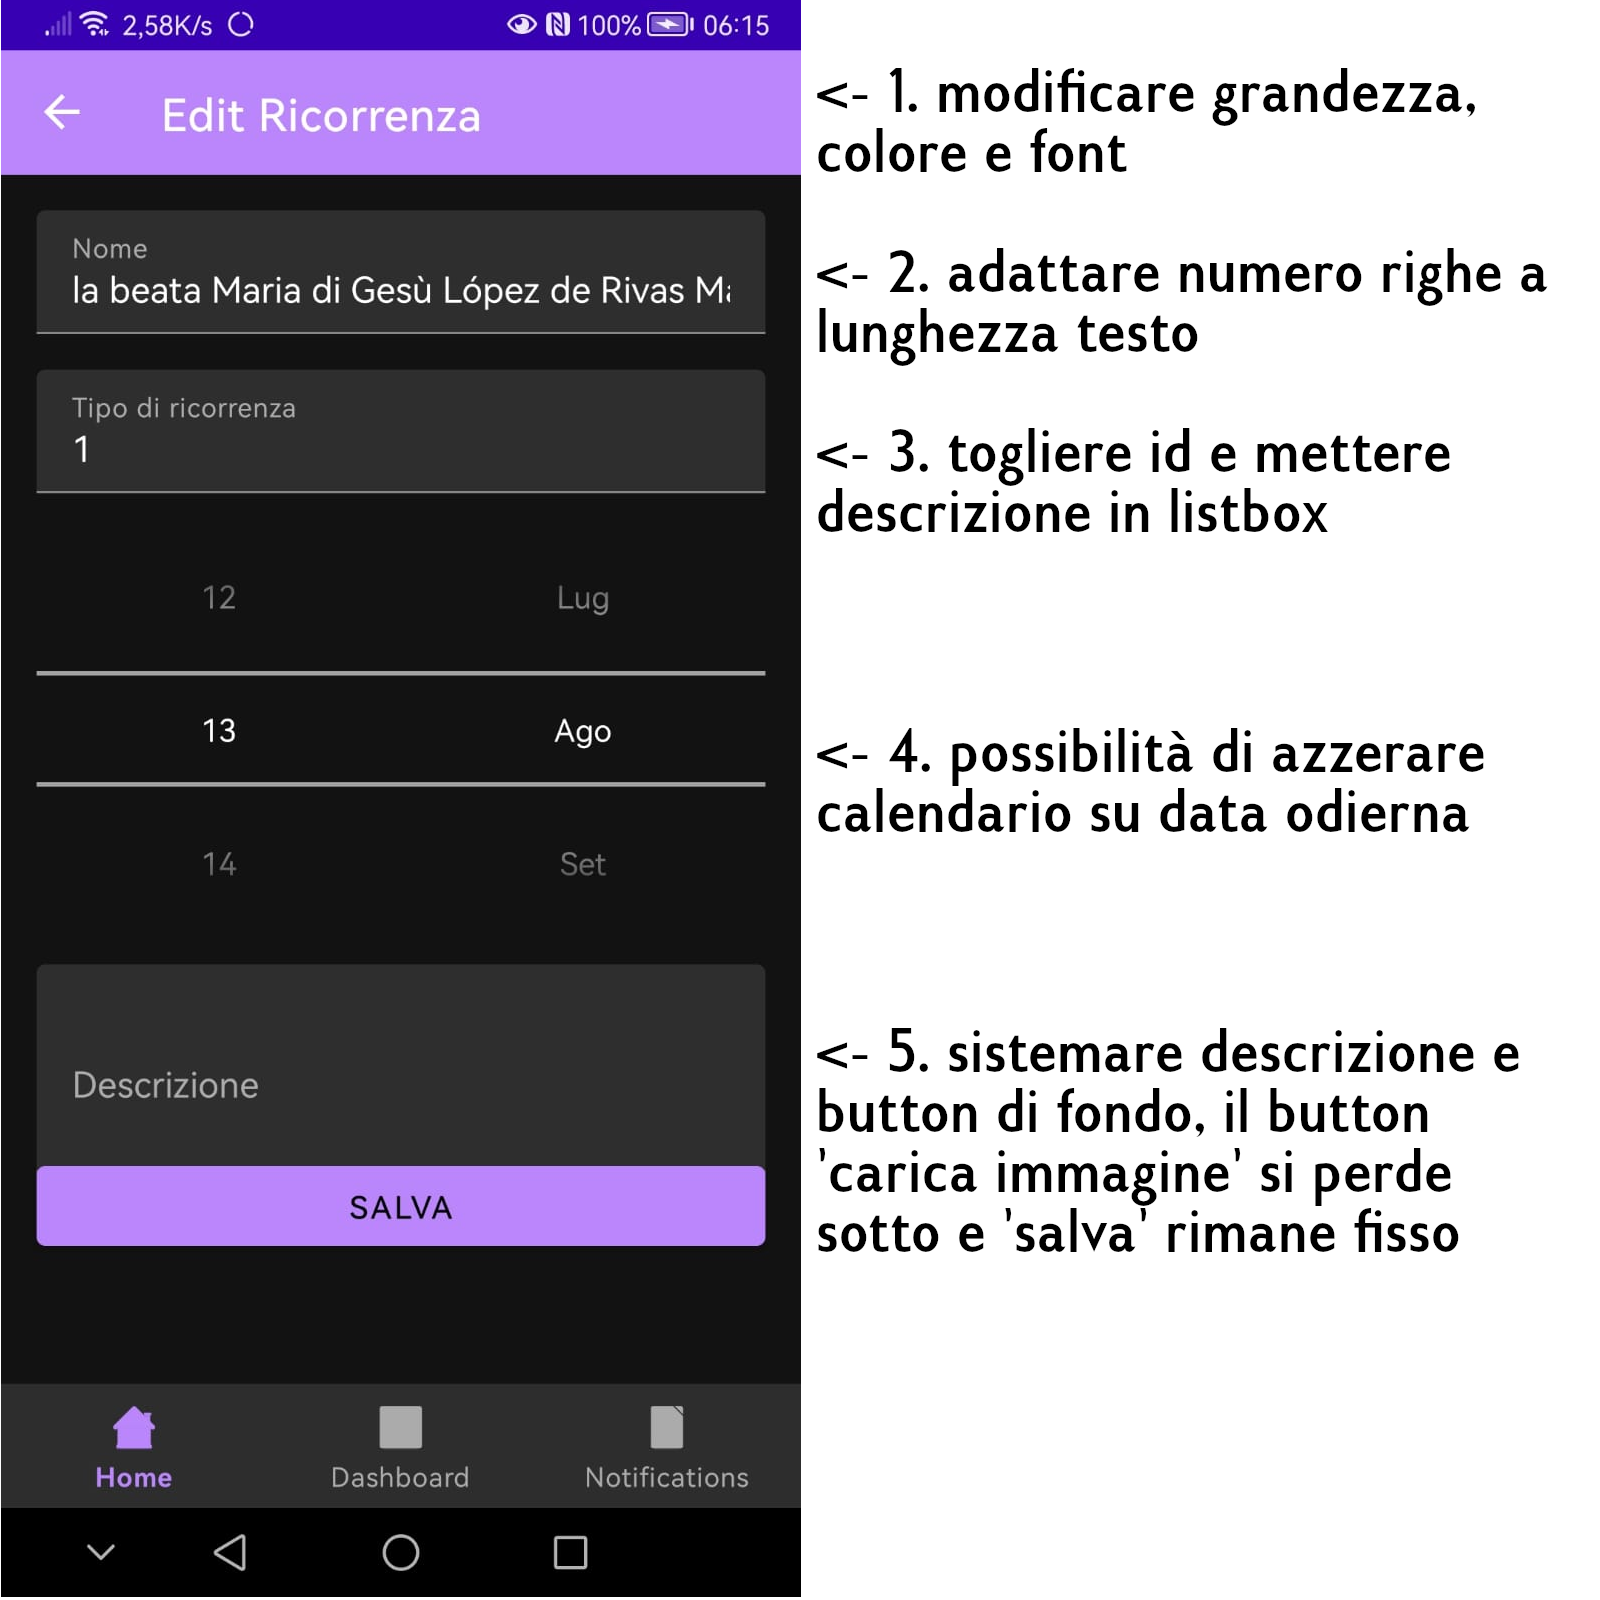 2,58K/s 100% 06:15
Edit Ricorrenza
<- 1. modificare grandezza,
colore e font
Nome
la beata Maria di Gesù López de Rivas Ma
<- 2. adattare numero righe a
lunghezza testo
Tipo di ricorrenza
1
<- 3. togliere id e mettere
descrizione in listbox
12 Lug
13 Ago
14 Set
<- 4. possibilità di azzerare
calendario su data odierna
Descrizione
SALVA
<- 5. sistemare descrizione e
button di fondo, il button
'carica immagine' si perde
sotto e 'salva' rimane fisso
Home Dashboard Notifications